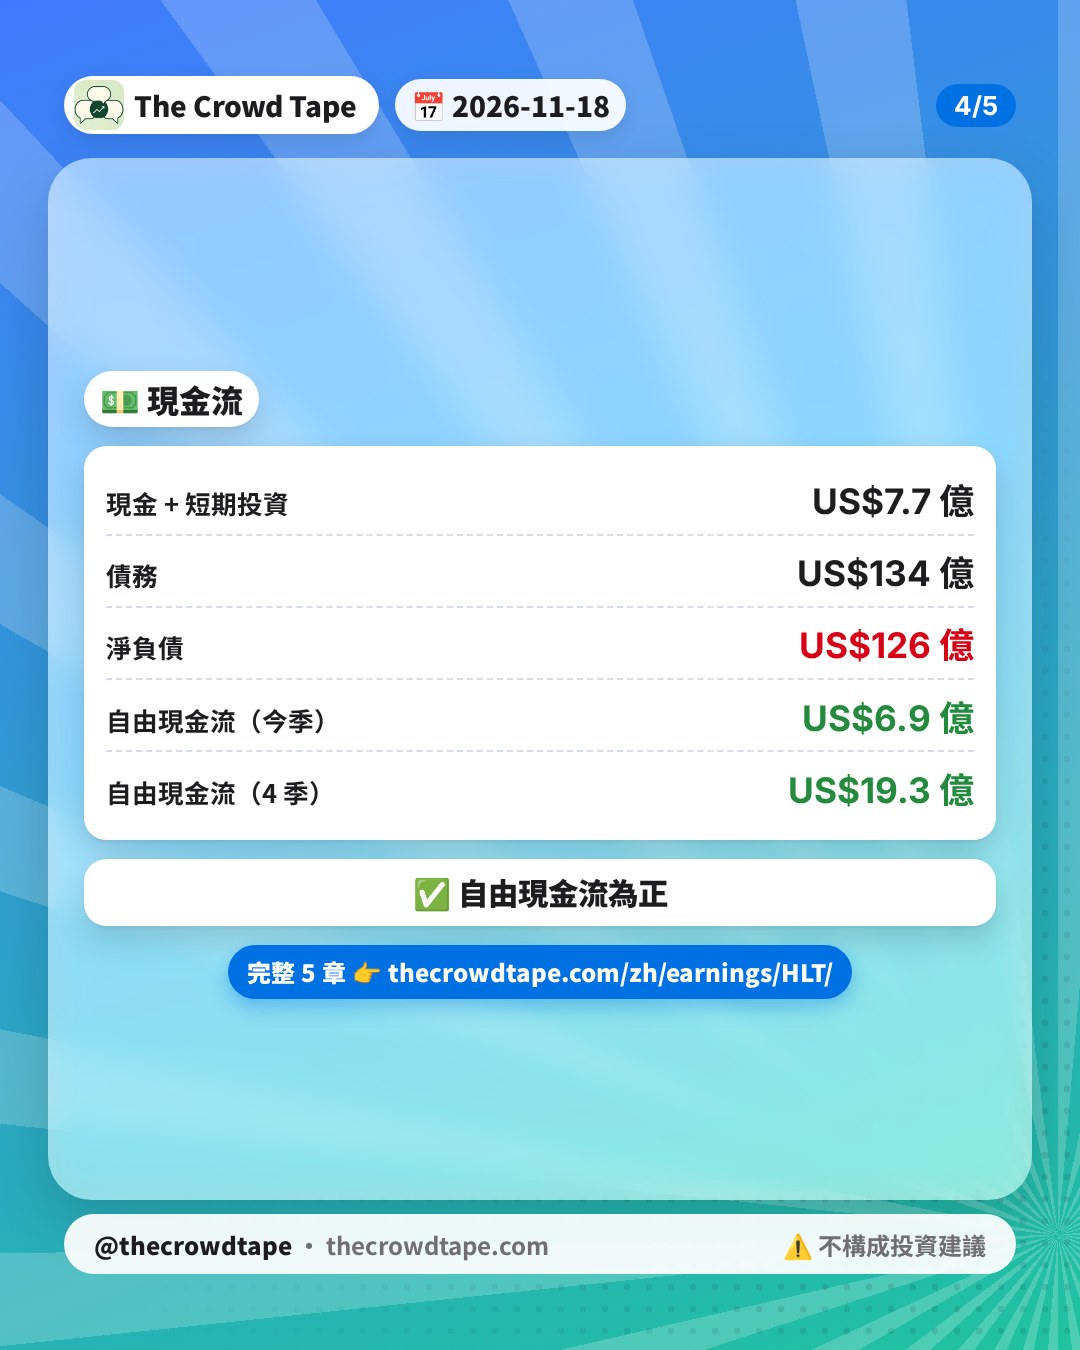 The Crowd Tape
📅 2026-11-18
4/5
💵 現金流
現金 + 短期投資 US$7.7 億
債務 US$134 億
淨負債 US$126 億
自由現金流（今季） US$6.9 億
自由現金流（4 季） US$19.3 億
✅ 自由現金流為正
完整 5 章 👉 thecrowdtape.com/zh/earnings/HLT/
@thecrowdtape · thecrowdtape.com
⚠️ 不構成投資建議